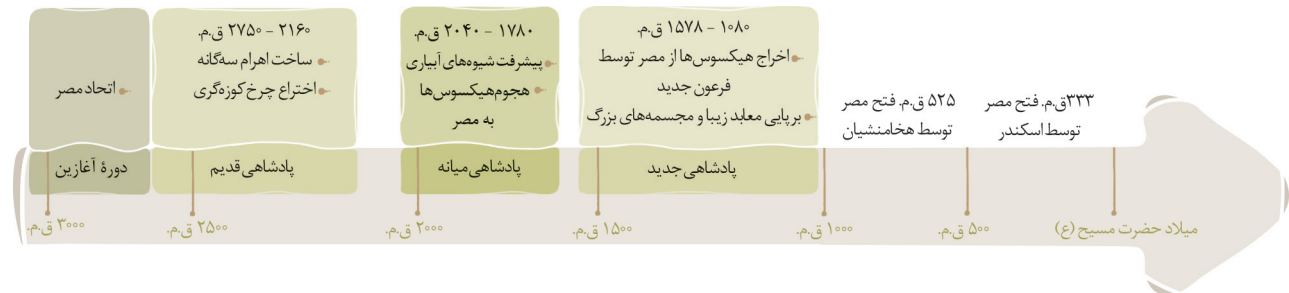 اتحاد مصر
دورهٔ آغازین
۲۷۵۰ - ۲۱۶۰ ق.م.
ساخت اهرام سه‌گانه
اختراع چرخ کوزه‌گری
پادشاهی قدیم
۲۰۴۰ - ۱۷۸۰ ق.م.
پیشرفت شیوه‌های آبیاری
هجوم هیکسوس‌ها
به مصر
پادشاهی میانه
۱۵۷۸ - ۱۰۸۰ ق.م.
اخراج هیکسوس‌ها از مصر توسط
فرعون جدید
برپایی معابد زیبا و مجسمه‌های بزرگ
پادشاهی جدید
۵۲۵ ق.م. فتح مصر
توسط هخامنشیان
۳۳۳ق.م. فتح مصر
توسط اسکندر
۳۰۰۰ ق.م.
۲۵۰۰ ق.م.
۲۰۰۰ ق.م.
۱۵۰۰ ق.م.
۱۰۰۰ ق.م.
۵۰۰ ق.م.
میلاد حضرت مسیح (ع)